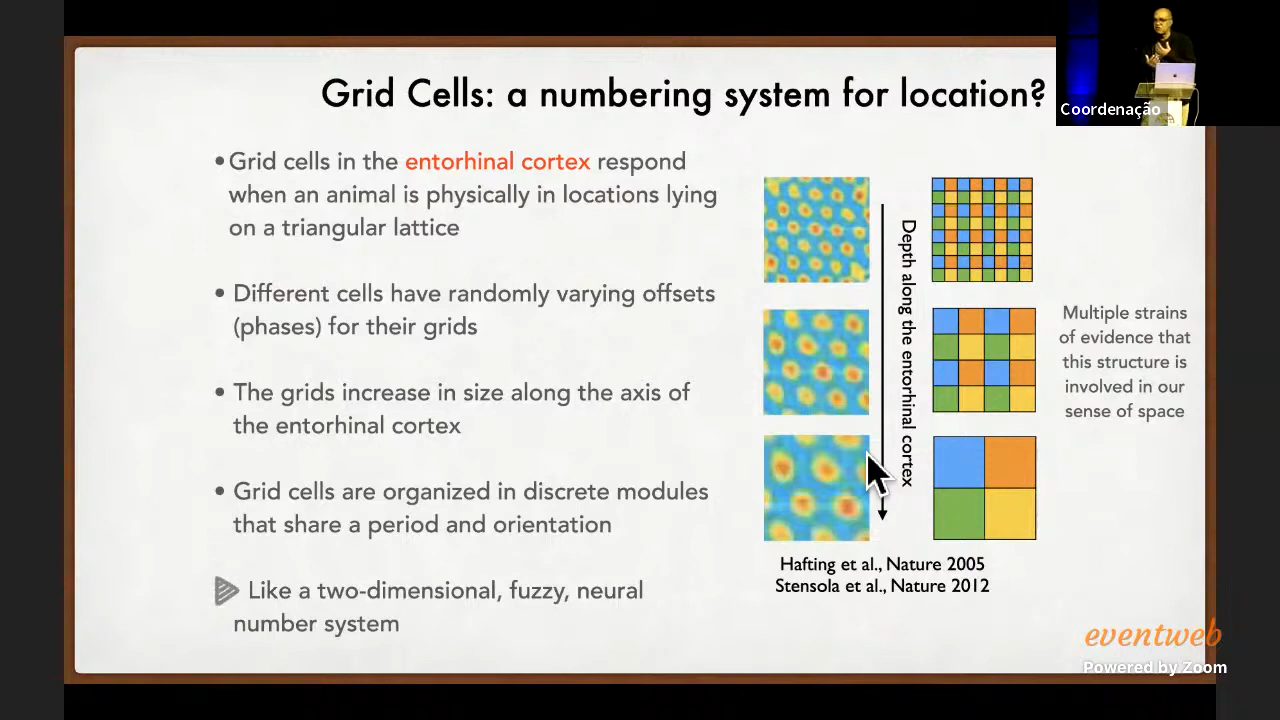 Grid Cells: a numbering system for location?
Coordenação
•Grid cells in the entorhinal cortex respond
when an animal is physically in locations lying
on a triangular lattice
• Different cells have randomly varying offsets
(phases) for their grids
• The grids increase in size along the axis of
the entorhinal cortex
• Grid cells are organized in discrete modules
that share a period and orientation
Like a two-dimensional, fuzzy, neural
number system
Depth along the entorhinal cortex
Multiple strains
of evidence that
this structure is
involved in our
sense of space
Hafting et al., Nature 2005
Stensola et al., Nature 2012
eventweb
Powered by Zoom